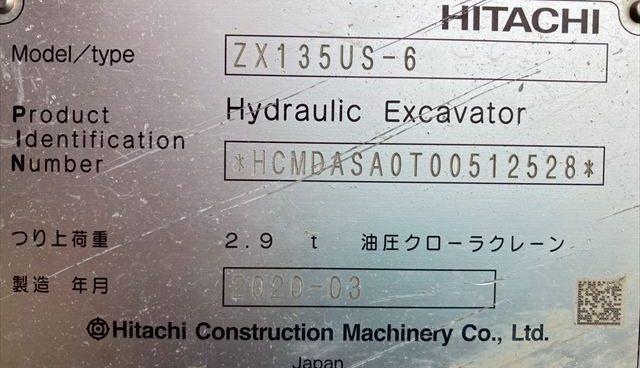 HITACHI
Model/type ZX135US-6
Product Identification Number Hydraulic Excavator
*HCMDASA0T00512528*
つり上荷重 2.9 t 油圧クローラクレーン
製造 年月 2020-03
Hitachi Construction Machinery Co., Ltd.
Japan